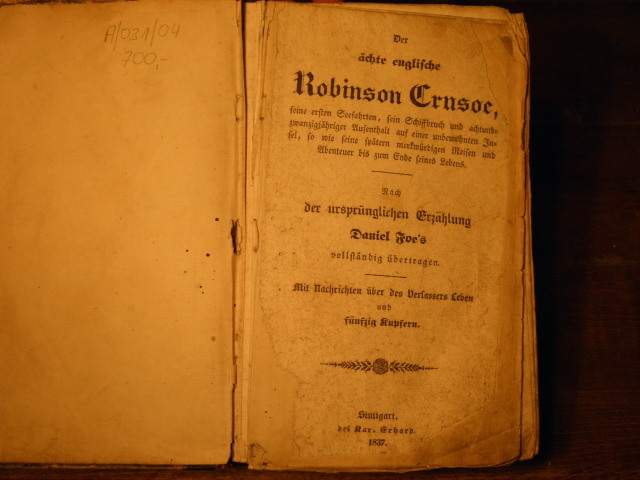 A/031/04
700,-
Der
ächte englische
Robinson Crusoe,
seine ersten Seefahrten, sein Schiffbruch und achtund-
zwanzigjähriger Aufenthalt auf einer unbewohnten In-
sel, so wie seine spätern merkwürdigen Reisen und
Abenteuer bis zum Ende seines Lebens.
Nach
der ursprünglichen Erzählung
Daniel Foe's
vollständig übertragen.
Mit Nachrichten über des Verfassers Leben
und
fünfzig Kupfern.
Stuttgart.
bei Kar. Erhard.
1837.